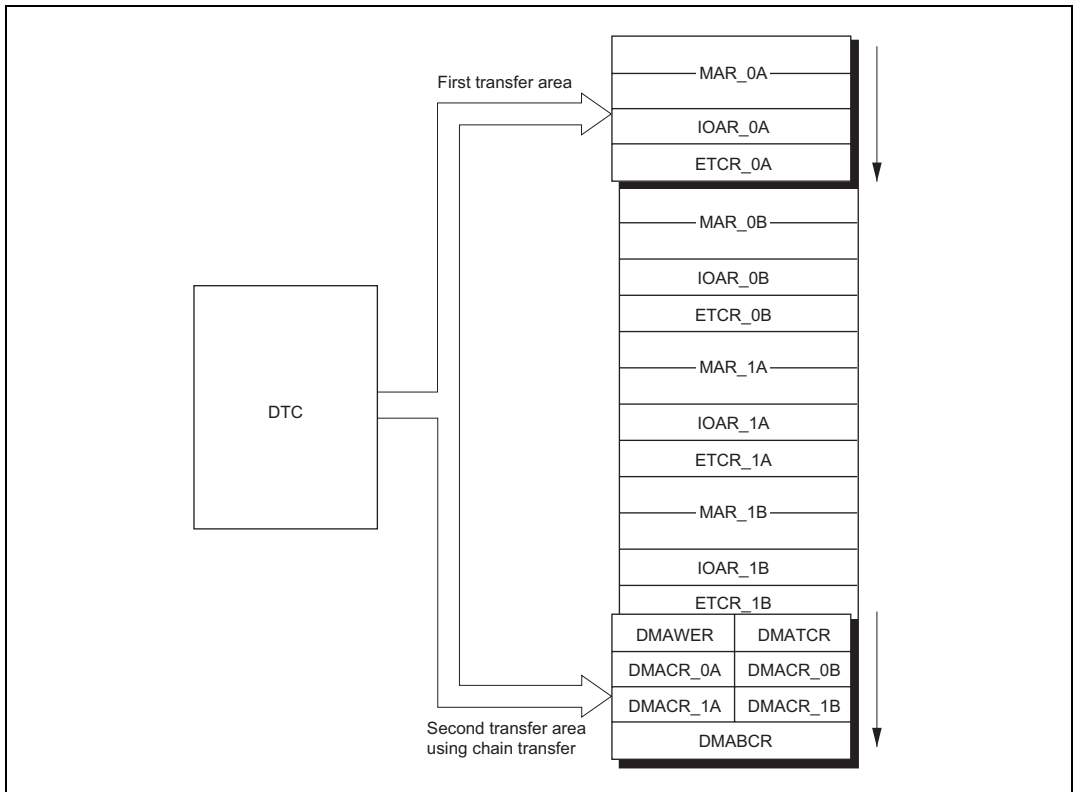 First transfer area
MAR_0A
IOAR_0A
ETCR_0A
MAR_0B
IOAR_0B
ETCR_0B
MAR_1A
DTC
IOAR_1A
ETCR_1A
MAR_1B
IOAR_1B
ETCR_1B
DMAWER DMATCR
DMACR_0A DMACR_0B
DMACR_1A DMACR_1B
Second transfer area
using chain transfer
DMABCR